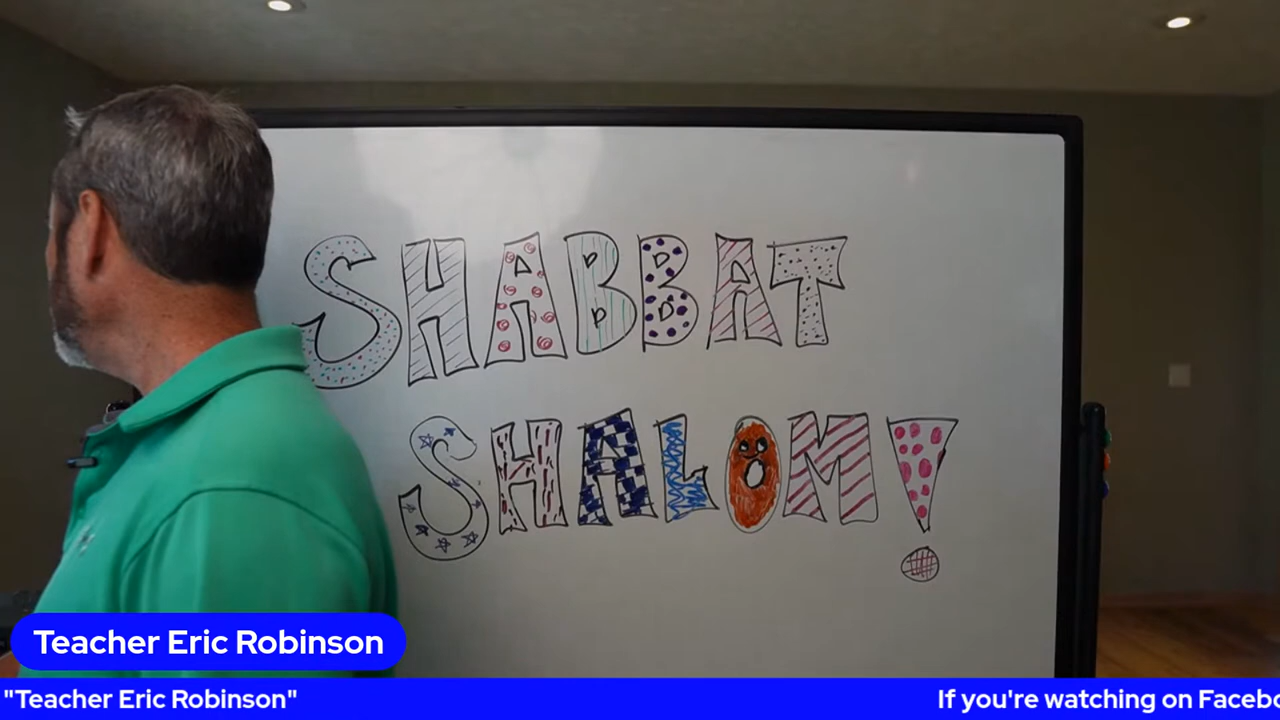 SHABBAT
SHALOM!
Teacher Eric Robinson
"Teacher Eric Robinson"
If you're watching on Facebo